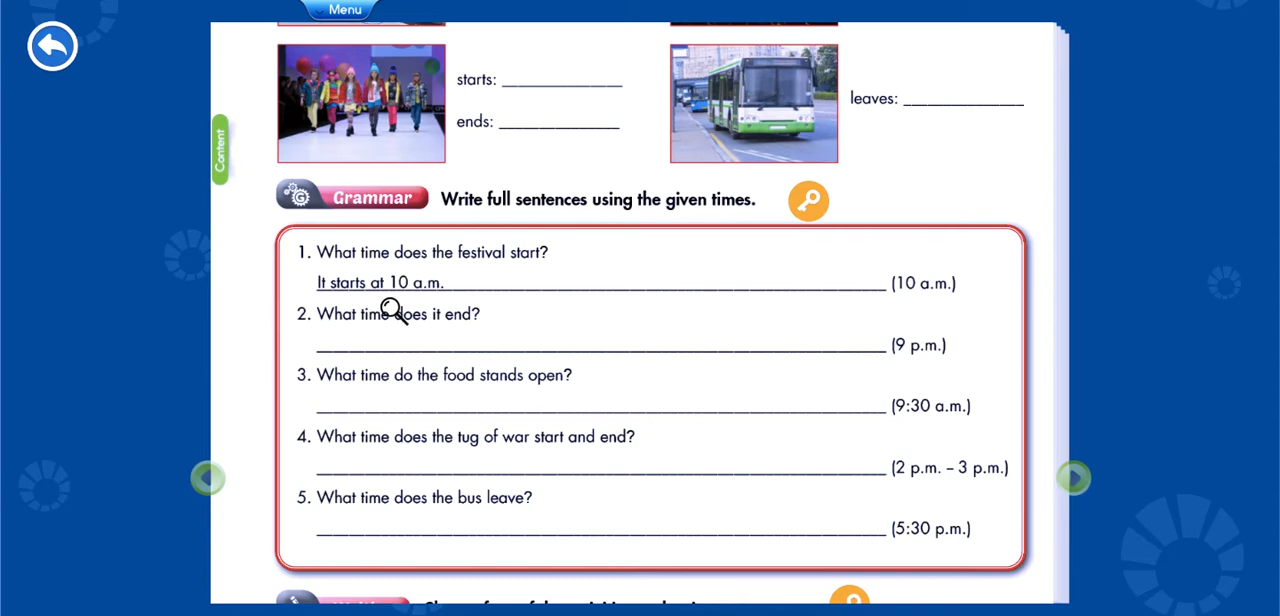 Menu
starts: ______________
leaves: ______________
ends: ______________
Content
Grammar Write full sentences using the given times.
1. What time does the festival start?
It starts at 10 a.m. (10 a.m.)
2. What time does it end?
(9 p.m.)
3. What time do the food stands open?
(9:30 a.m.)
4. What time does the tug of war start and end?
(2 p.m. – 3 p.m.)
5. What time does the bus leave?
(5:30 p.m.)